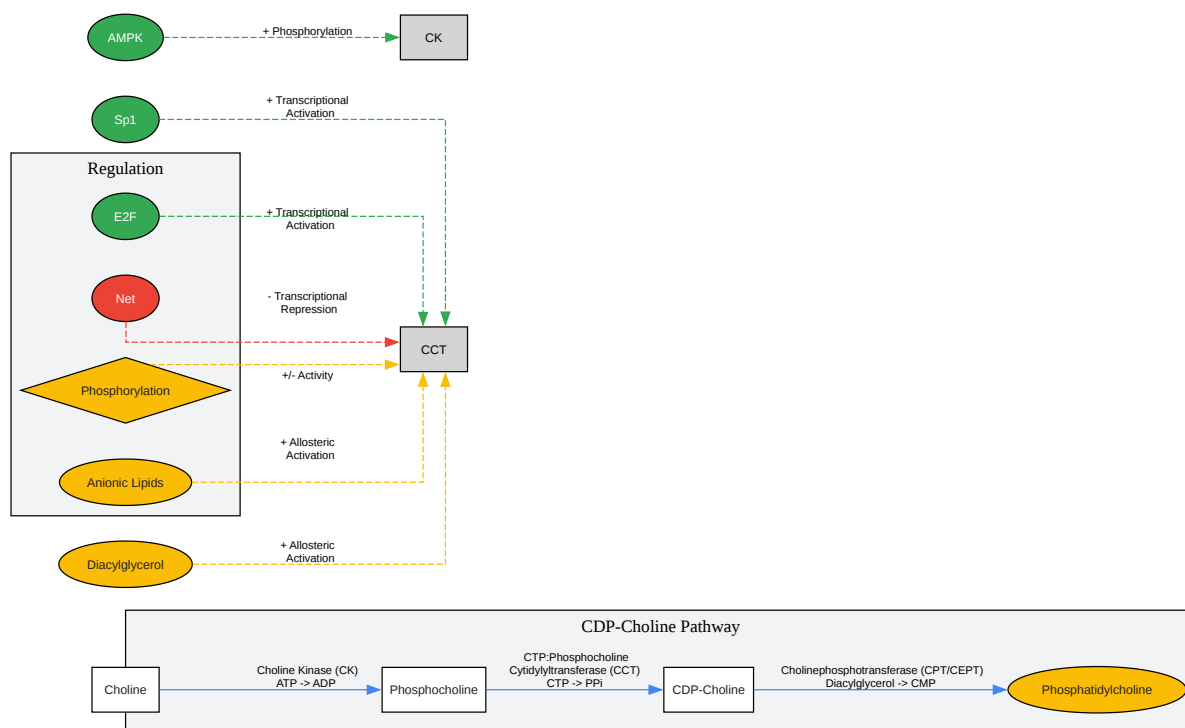 AMPK
+ Phosphorylation
CK
Sp1
+ Transcriptional
Activation
Regulation
E2F
+ Transcriptional
Activation
Net
- Transcriptional
Repression
CCT
Phosphorylation
+/- Activity
Anionic Lipids
+ Allosteric
Activation
Diacylglycerol
+ Allosteric
Activation
CDP-Choline Pathway
Choline
Choline Kinase (CK)
ATP -> ADP
Phosphocholine
CTP:Phosphocholine
Cytidylyltransferase (CCT)
CTP -> PPi
CDP-Choline
Cholinephosphotransferase (CPT/CEPT)
Diacylglycerol -> CMP
Phosphatidylcholine